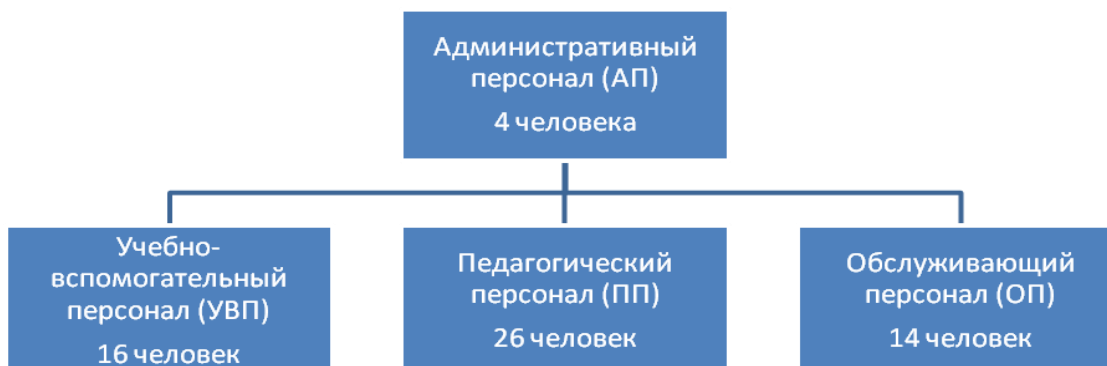 Административный
персонал (АП)
4 человека
Учебно-
вспомогательный
персонал (УВП)
16 человек
Педагогический
персонал (ПП)
26 человек
Обслуживающий
персонал (ОП)
14 человек